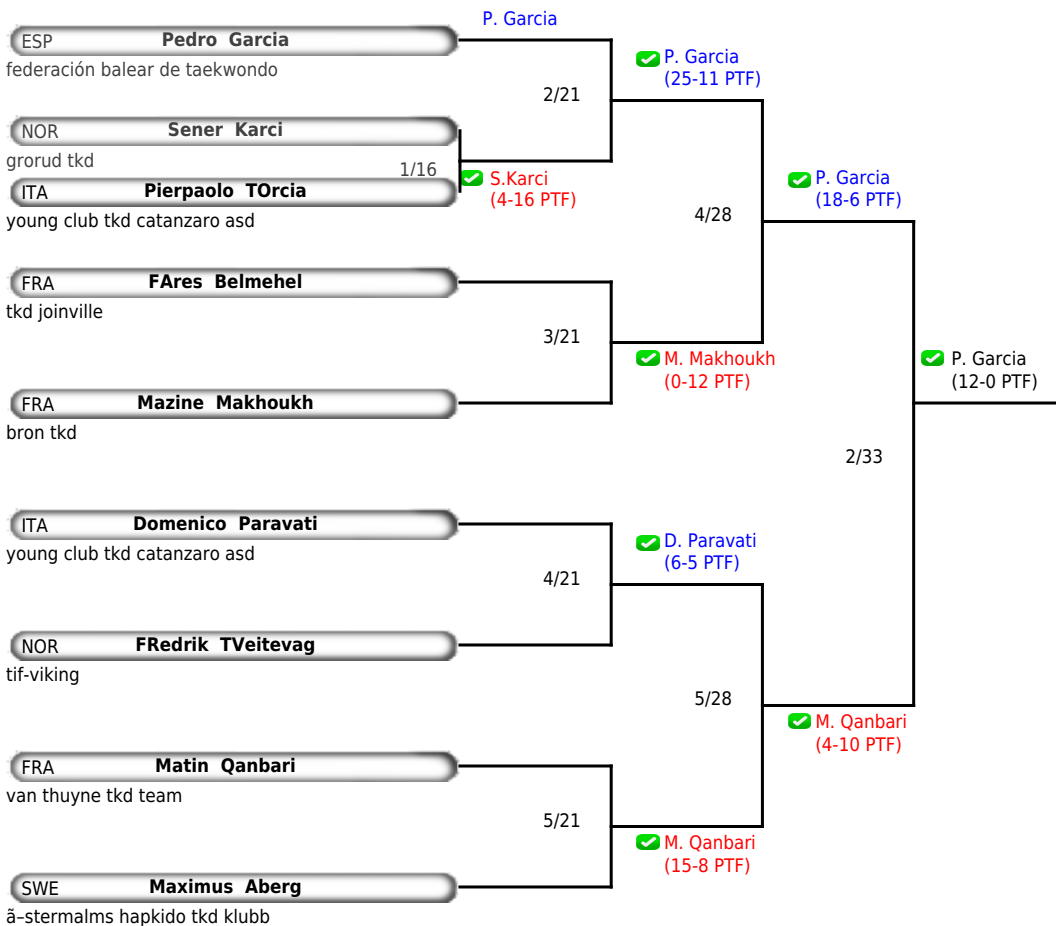 P. Garcia
ESP Pedro Garcia
federación balear de taekwondo
P. Garcia
(25-11 PTF)
2/21
NOR Sener Karci
grorud tkd
1/16
S.Karci
(4-16 PTF)
ITA Pierpaolo TOrcia
young club tkd catanzaro asd
P. Garcia
(18-6 PTF)
4/28
FRA FAres Belmehel
tkd joinville
3/21
M. Makhoukh
(0-12 PTF)
P. Garcia
(12-0 PTF)
FRA Mazine Makhoukh
bron tkd
2/33
ITA Domenico Paravati
young club tkd catanzaro asd
D. Paravati
(6-5 PTF)
4/21
NOR FRedrik TVeitevag
tif-viking
5/28
M. Qanbari
(4-10 PTF)
FRA Matin Qanbari
van thuyne tkd team
5/21
M. Qanbari
(15-8 PTF)
SWE Maximus Aberg
ã–stermalms hapkido tkd klubb